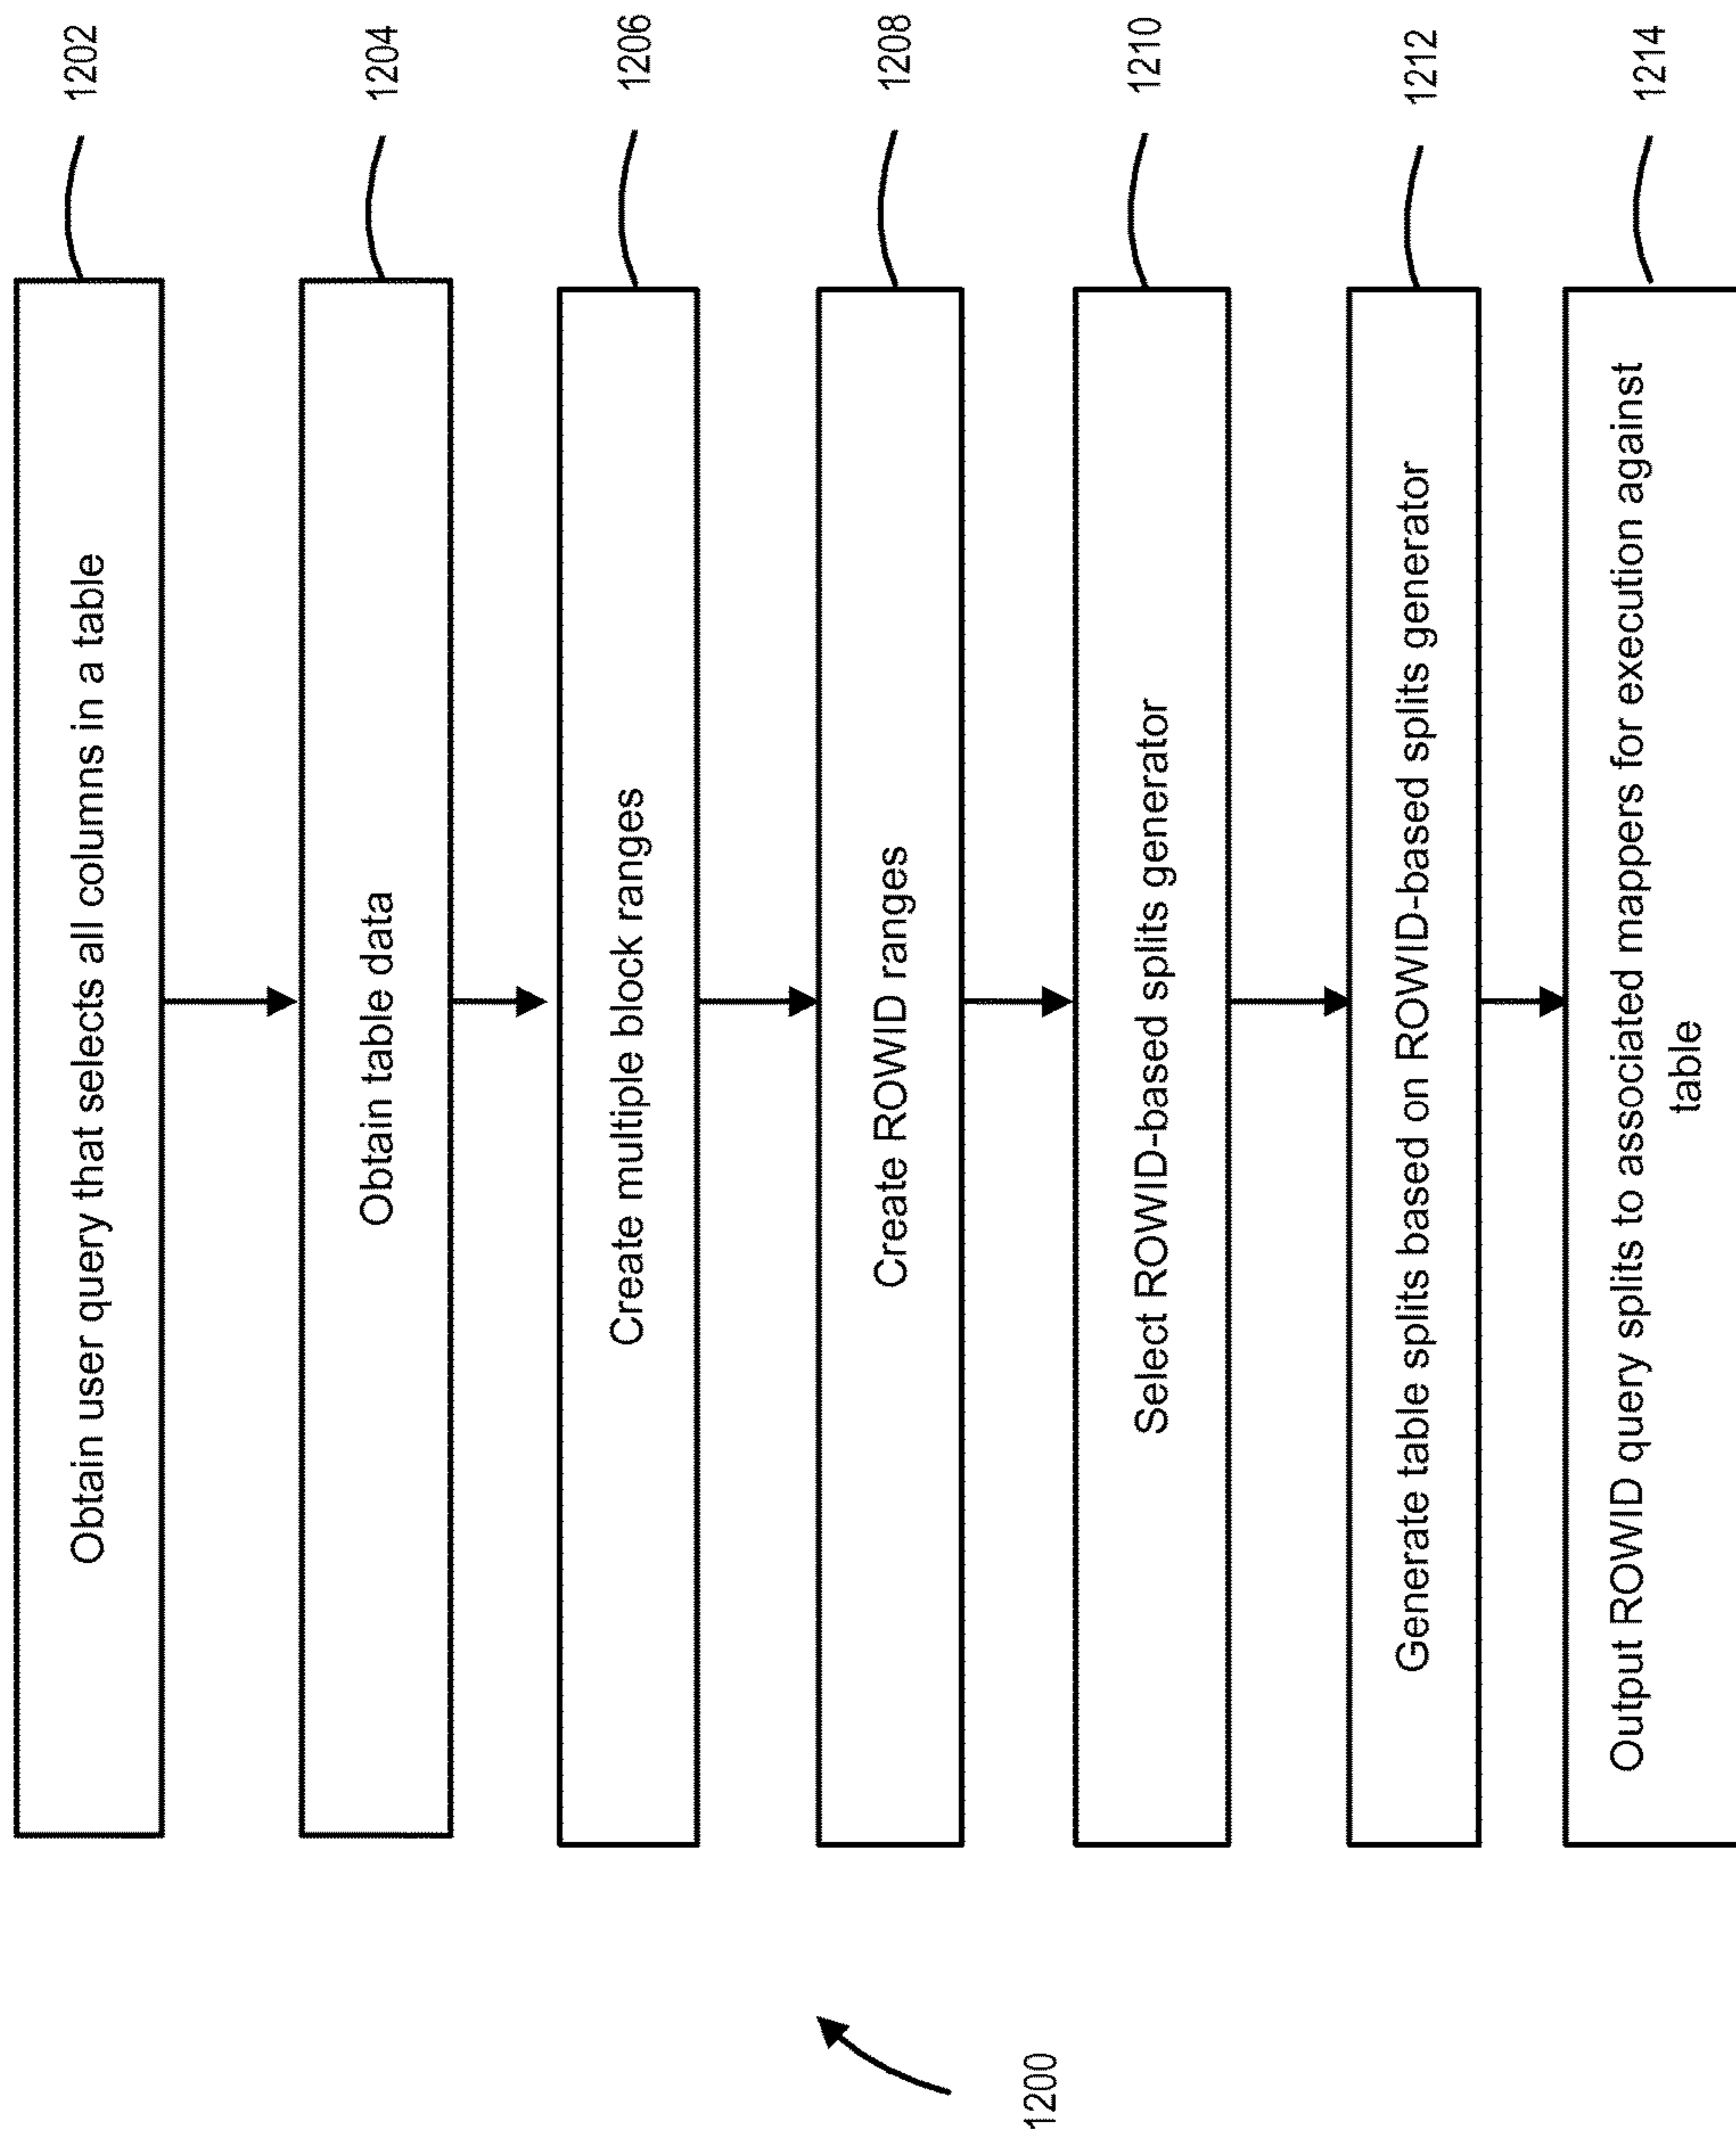 1200
Obtain user query that selects all columns in a table
1202
Obtain table data
1204
Create multiple block ranges
1206
Create ROWID ranges
1208
Select ROWID-based splits generator
1210
Generate table splits based on ROWID-based splits generator
1212
Output ROWID query splits to associated mappers for execution against
table
1214